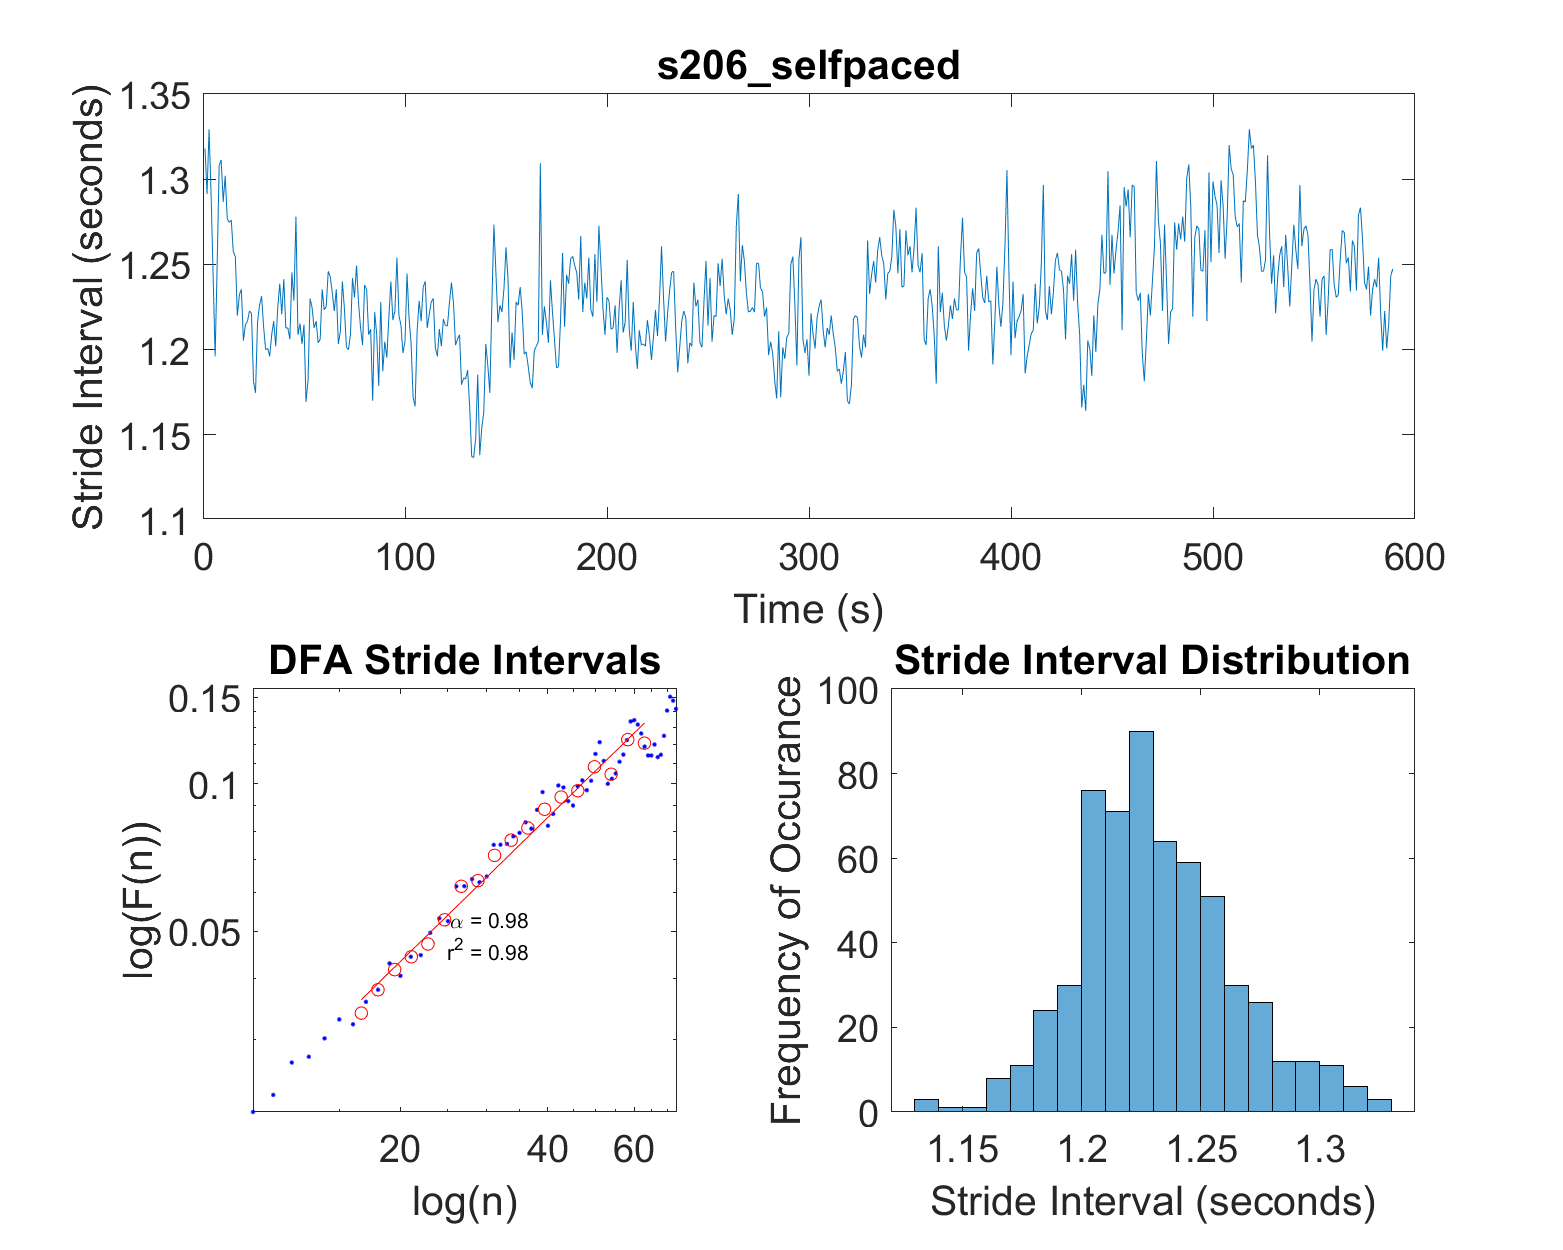 s206_selfpaced
Stride Interval (seconds)
1.35
1.3
1.25
1.2
1.15
1.1
0 100 200 300 400 500 600
Time (s)
DFA Stride Intervals
log(F(n))
0.15
0.1
0.05
α = 0.98
r² = 0.98
20 40 60
log(n)
Stride Interval Distribution
Frequency of Occurance
100
80
60
40
20
0
1.15 1.2 1.25 1.3
Stride Interval (seconds)